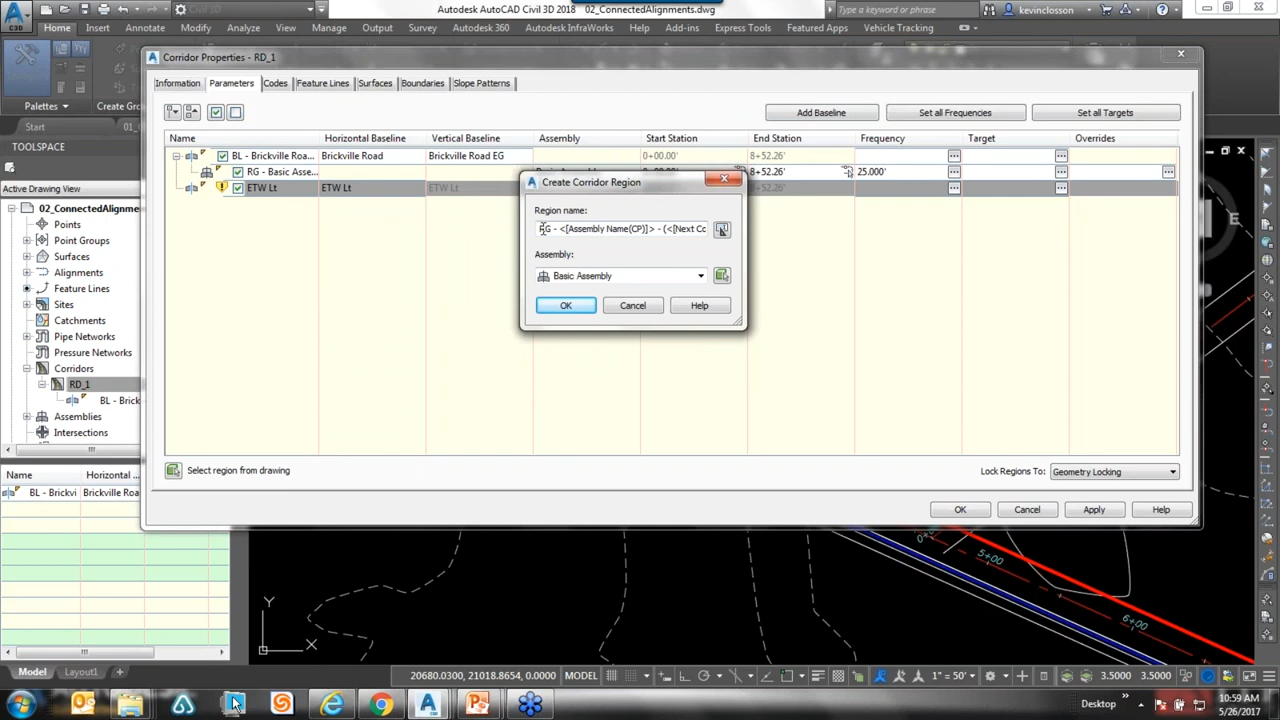 Civil 3D
Autodesk AutoCAD Civil 3D 2018 02_ConnectedAlignments.dwg
Type a keyword or phrase
kevinclosson
Home Insert Annotate Modify Analyze View Manage Output Survey Autodesk 360 Autodesk InfraWorks Help Add-ins Express Tools Featured Apps Vehicle Tracking
Palettes
Create Gro
Start
01_
TOOLSPACE
Active Drawing View
02_ConnectedAlignme
Points
Point Groups
Surfaces
Alignments
Feature Lines
Sites
Catchments
Pipe Networks
Pressure Networks
Corridors
RD_1
BL - Brick
Assemblies
Intersections
Name Horizontal
BL - Brickvi Brickville Roa
Corridor Properties - RD_1
Information Parameters Codes Feature Lines Surfaces Boundaries Slope Patterns
Add Baseline
Set all Frequencies
Set all Targets
Name Horizontal Baseline Vertical Baseline Assembly Start Station End Station Frequency Target Overrides
BL - Brickville Roa... Brickville Road Brickville Road EG 0+00.00' 8+52.26'
RG - Basic Asse... 8+52.26' 25.000'
ETW Lt ETW Lt ETW Lt
Create Corridor Region
Region name:
RG - <[Assembly Name(CP)]> - (<[Next Co
Assembly:
Basic Assembly
OK Cancel Help
Select region from drawing
Lock Regions To: Geometry Locking
OK Cancel Apply Help
E
0+
5+00
6+00
Y
X
Model Layout1 +
20680.0300, 21018.8654, 0.0000 MODEL
1" = 50'
3.5000 3.5000
Desktop
10:59 AM
5/26/2017